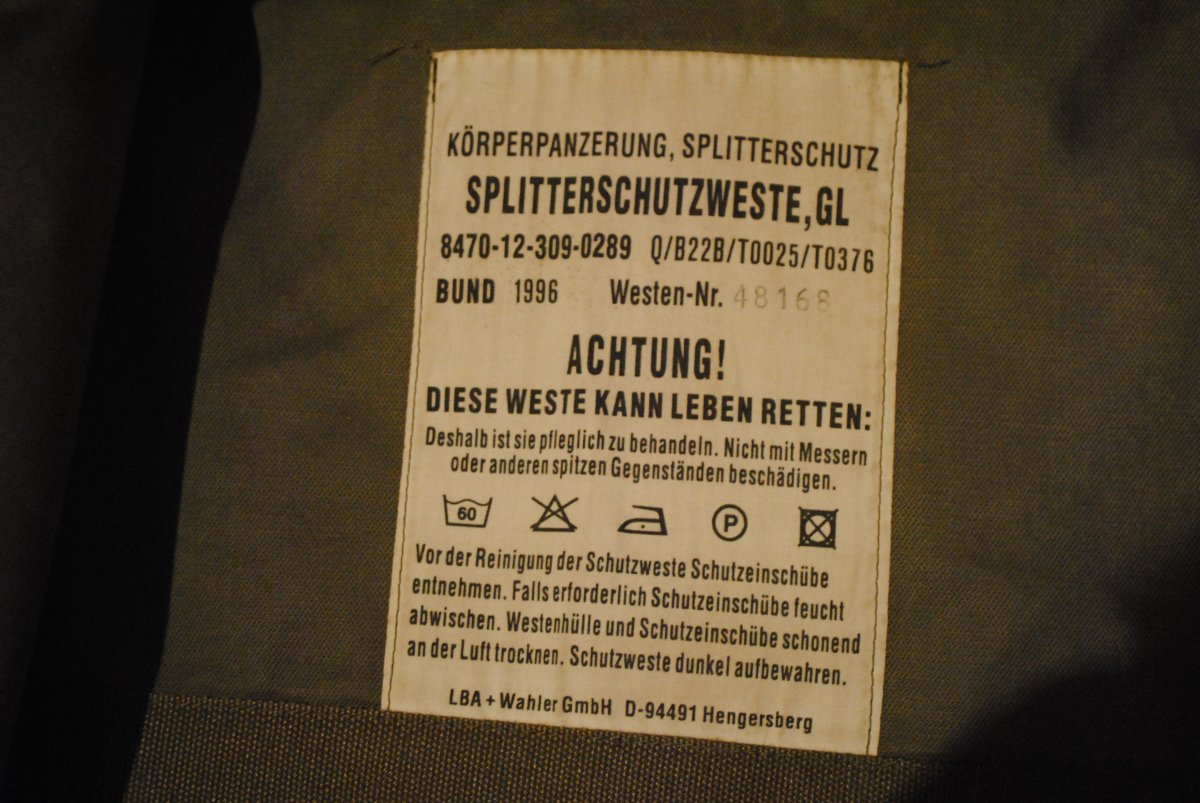 KÖRPERPANZERUNG, SPLITTERSCHUTZ
SPLITTERSCHUTZWESTE,GL
8470-12-309-0289 Q/B22B/T0025/T0376
BUND 1996 Westen-Nr. 48168
ACHTUNG!
DIESE WESTE KANN LEBEN RETTEN:
Deshalb ist sie pfleglich zu behandeln. Nicht mit Messern
oder anderen spitzen Gegenständen beschädigen.
60 P
Vor der Reinigung der Schutzweste Schutzeinschübe
entnehmen. Falls erforderlich Schutzeinschübe feucht
abwischen. Westenhülle und Schutzeinschübe schonend
an der Luft trocknen. Schutzweste dunkel aufbewahren.
LBA + Wahler GmbH D-94491 Hengersberg